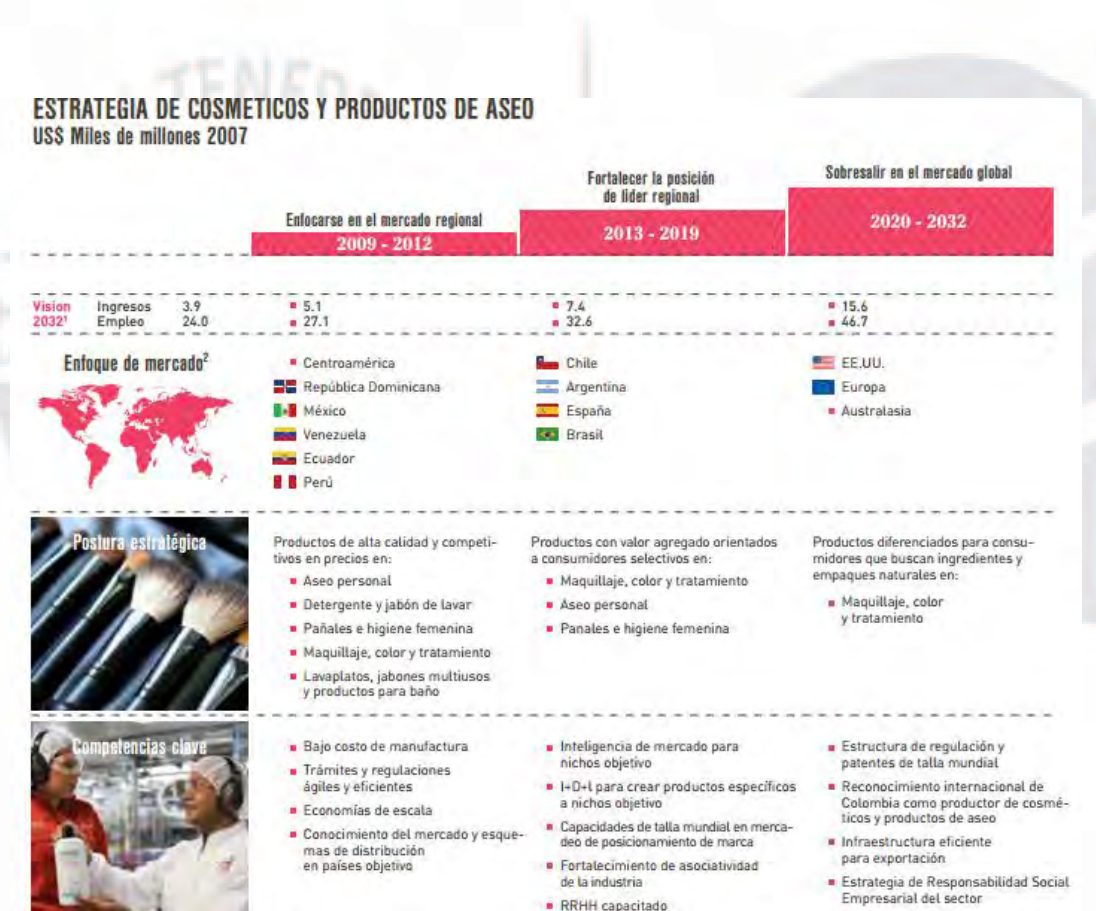 TENED
ESTRATEGIA DE COSMETICOS Y PRODUCTOS DE ASEO
US$ Miles de millones 2007
Enfocarse en el mercado regional
2009 - 2012
Fortalecer la posición
de lider regional
2013 - 2019
Sobresalir en el mercado global
2020 - 2032
Vision Ingresos 3.9 5.1 7.4 15.6
2032¹ Empleo 24.0 27.1 32.6 46.7
Enfoque de mercado²
Centroamérica
República Dominicana
México
Venezuela
Ecuador
Perú
Chile
Argentina
España
Brasil
EE.UU.
Europa
Australasia
Postura estratégica
Productos de alta calidad y competi-
tivos en precios en:
Aseo personal
Detergente y jabón de lavar
Pañales e higiene femenina
Maquillaje, color y tratamiento
Lavaplatos, jabones multiusos
y productos para baño
Productos con valor agregado orientados
a consumidores selectivos en:
Maquillaje, color y tratamiento
Aseo personal
Panales e higiene femenina
Productos diferenciados para consu-
midores que buscan ingredientes y
empaques naturales en:
Maquillaje, color
y tratamiento
Competencias clave
Bajo costo de manufactura
Trámites y regulaciones
ágiles y eficientes
Economías de escala
Conocimiento del mercado y esque-
mas de distribución
en países objetivo
Inteligencia de mercado para
nichos objetivo
I+D+I para crear productos específicos
a nichos objetivo
Capacidades de talla mundial en merca-
deo de posicionamiento de marca
Fortalecimiento de asociatividad
de la industria
RRHH capacitado
Estructura de regulación y
patentes de talla mundial
Reconocimiento internacional de
Colombia como productor de cosmé-
ticos y productos de aseo
Infraestructura eficiente
para exportación
Estrategia de Responsabilidad Social
Empresarial del sector